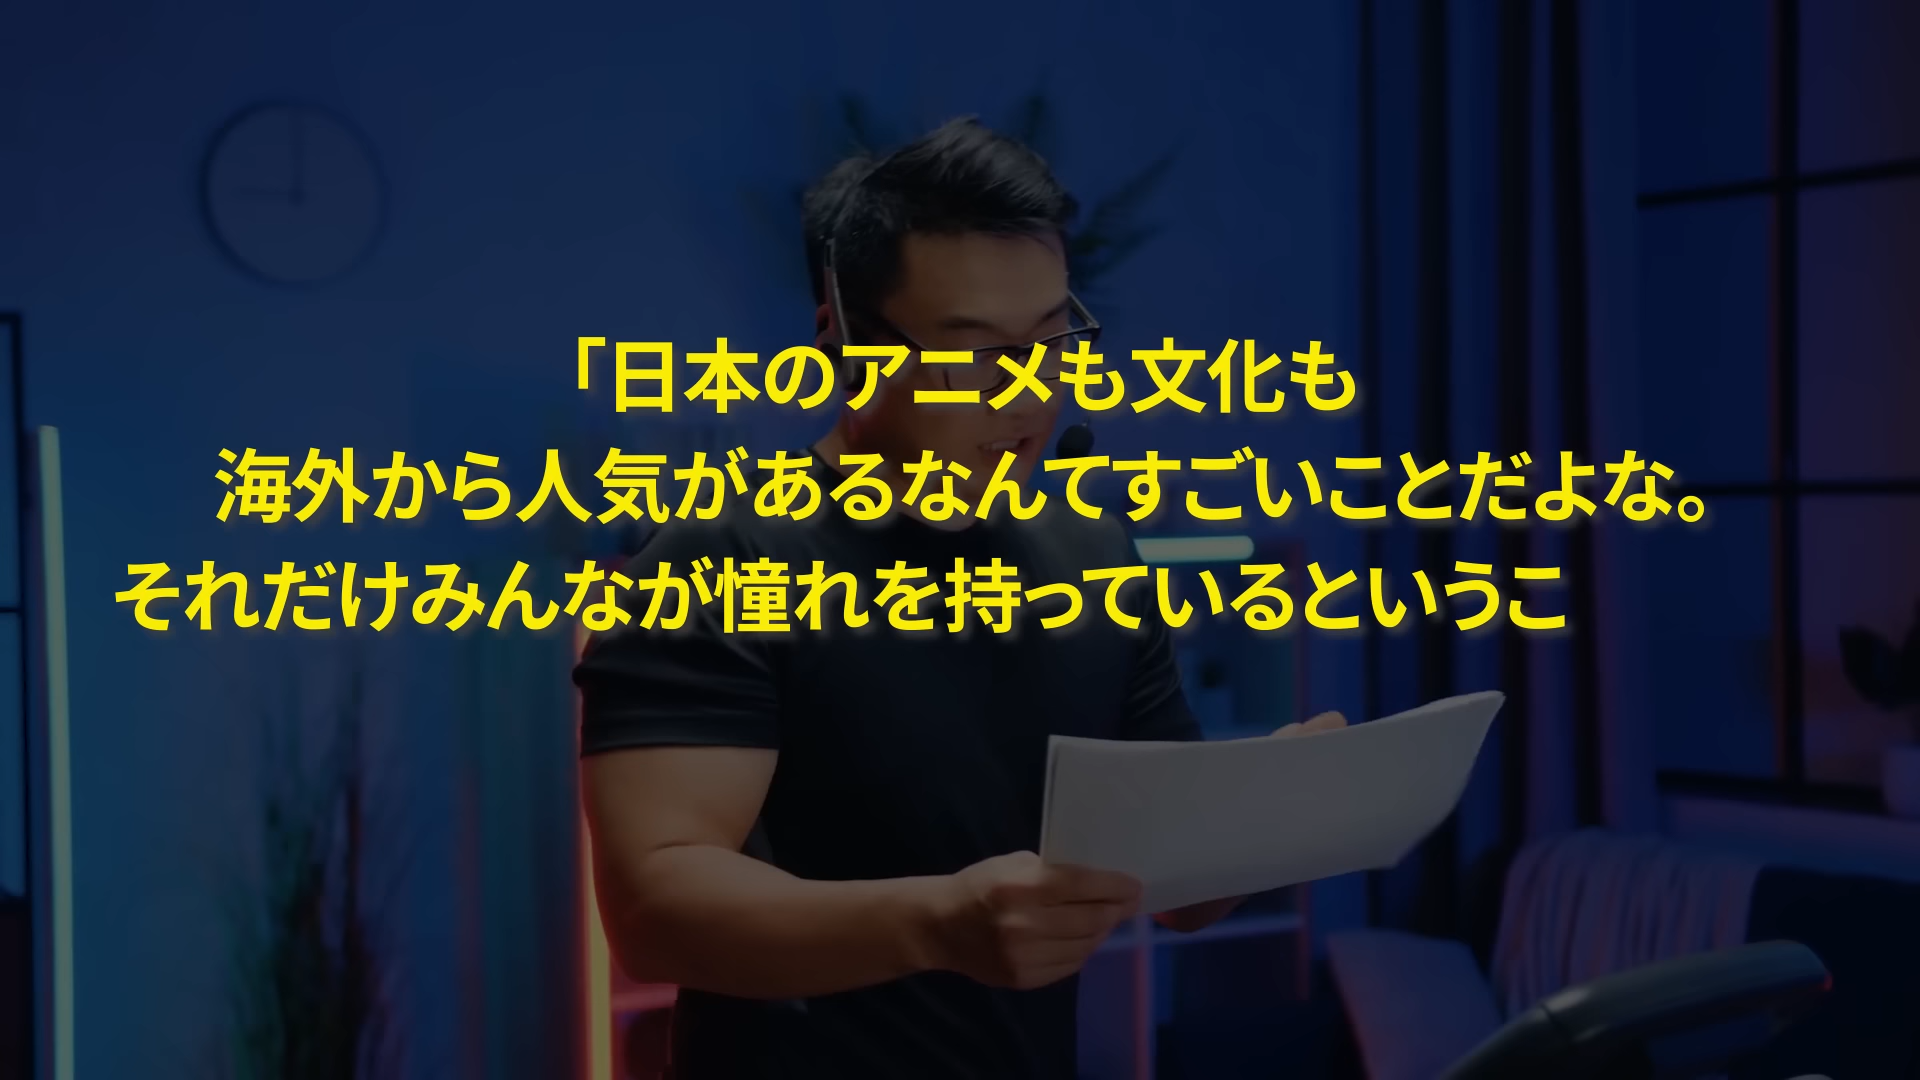 「日本のアニメも文化も
海外から人気があるなんてすごいことだよな。
それだけみんなが憧れを持っているというこ